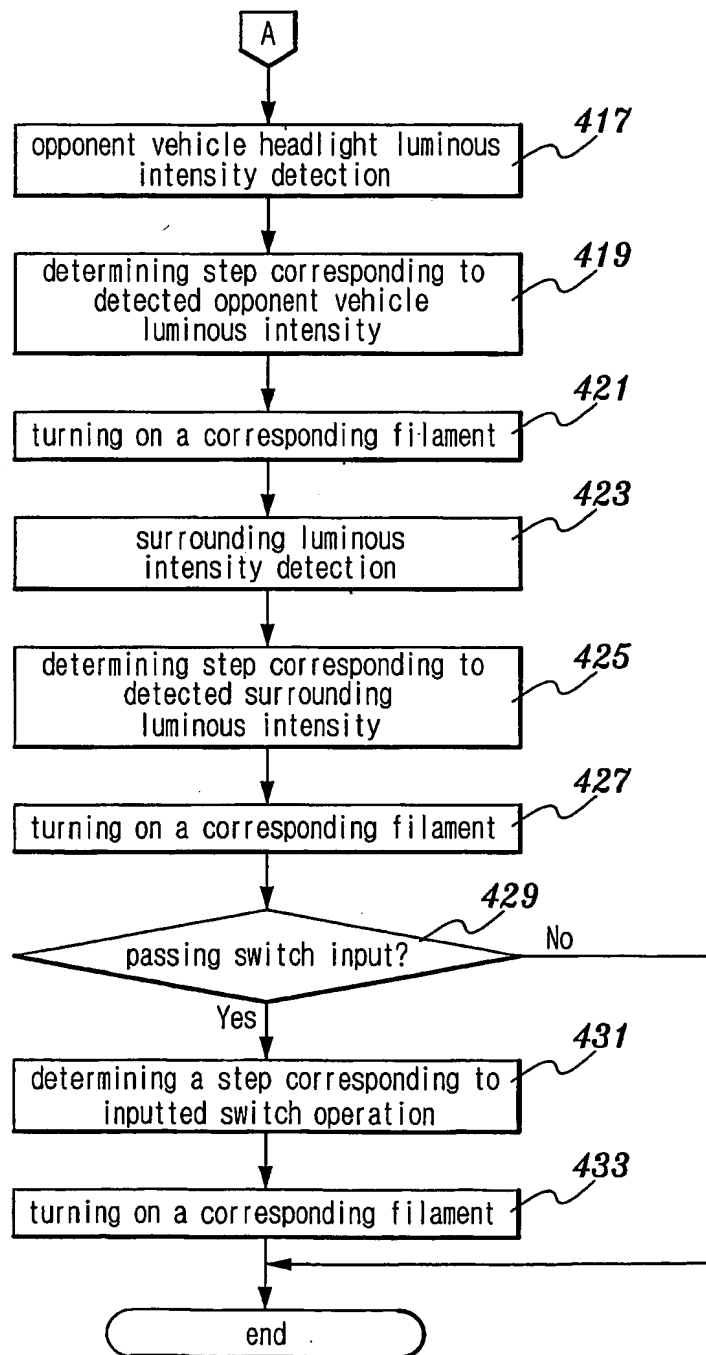 A
417
opponent vehicle headlight luminous
intensity detection
419
determining step corresponding to
detected opponent vehicle
luminous intensity
421
turning on a corresponding filament
423
surrounding luminous
intensity detection
425
determining step corresponding to
detected surrounding
luminous intensity
427
turning on a corresponding filament
429
passing switch input?
No
Yes
431
determining a step corresponding to
inputted switch operation
433
turning on a corresponding filament
end